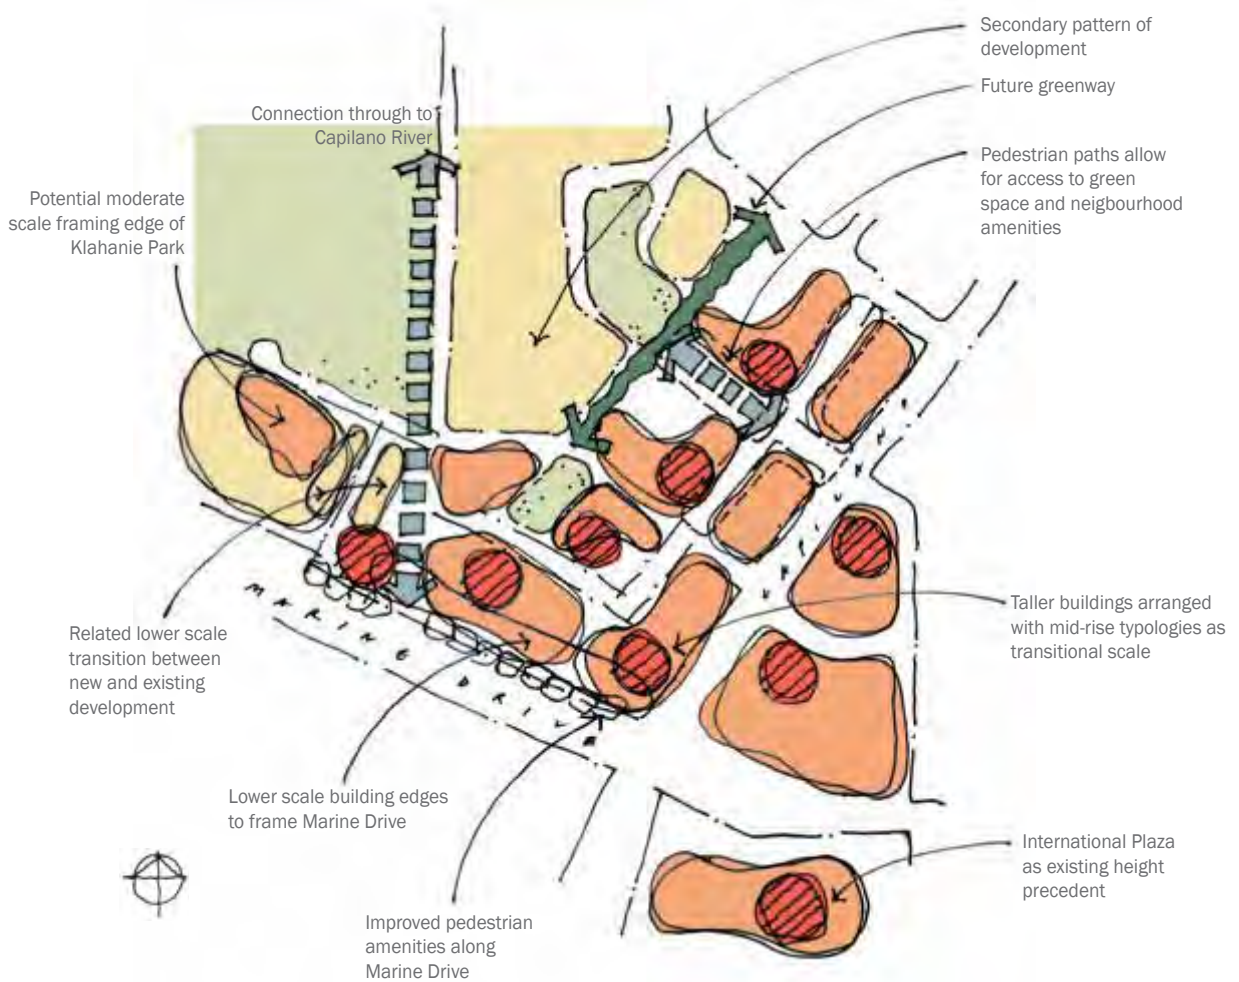 Secondary pattern of
development
Future greenway
Connection through to
Capilano River
Pedestrian paths allow
for access to green
space and neigbourhood
amenities
Potential moderate
scale framing edge of
Klahanie Park
MARINE DRIVE
Taller buildings arranged
with mid-rise typologies as
transitional scale
Related lower scale
transition between
new and existing
development
Lower scale building edges
to frame Marine Drive
International Plaza
as existing height
precedent
Improved pedestrian
amenities along
Marine Drive